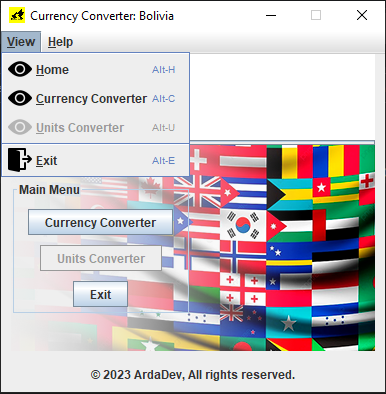 Currency Converter: Bolivia
View Help
Home Alt-H
Currency Converter Alt-C
Units Converter Alt-U
Exit Alt-E
Main Menu
Currency Converter
Units Converter
Exit
© 2023 ArdaDev, All rights reserved.